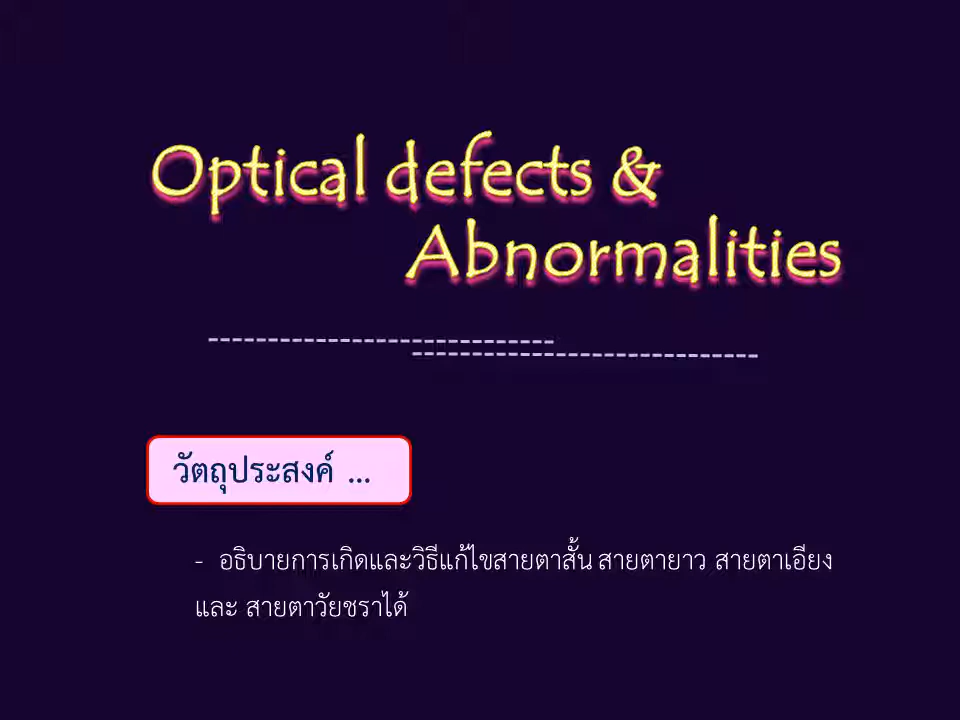 Optical defects &
Abnormalities
-----------------------------
-----------------------------
วัตถุประสงค์ ...
- อธิบายการเกิดและวิธีแก้ไขสายตาสั้น สายตายาว สายตาเอียง
และ สายตาวัยชราได้